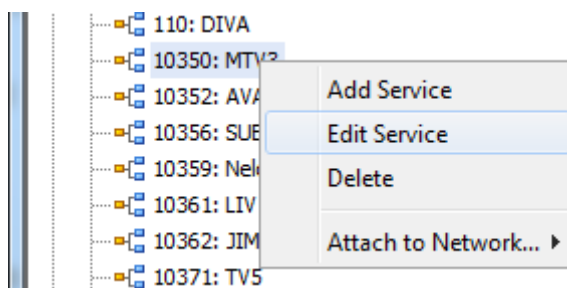 110: DIVA
10350: MTV3
10352: AVA
10356: SUB
10359: Nelo
10361: LIV
10362: JIM
10371: TV5
Add Service
Edit Service
Delete
Attach to Network...